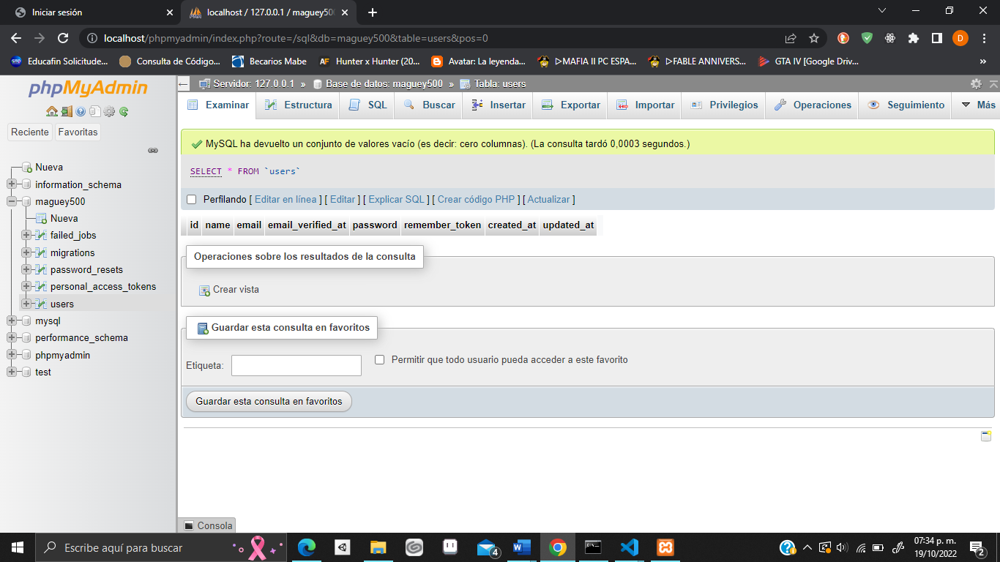 Iniciar sesión
localhost / 127.0.0.1 / maguey500
localhost/phpmyadmin/index.php?route=/sql&db=maguey500&table=users&pos=0
D
Educafin Solicitude...
Consulta de Código...
Becarios Mabe
AF Hunter x Hunter (20...
Avatar: La leyenda...
▷MAFIA II PC ESPA...
▷FABLE ANNIVERS...
GTA IV [Google Driv...
»
phpMyAdmin
Reciente Favoritas
Nueva
information_schema
maguey500
Nueva
failed_jobs
migrations
password_resets
personal_access_tokens
users
mysql
performance_schema
phpmyadmin
test
Servidor: 127.0.0.1 » Base de datos: maguey500 » Tabla: users
Examinar Estructura SQL Buscar Insertar Exportar Importar Privilegios Operaciones Seguimiento Más
MySQL ha devuelto un conjunto de valores vacío (es decir: cero columnas). (La consulta tardó 0,0003 segundos.)
SELECT * FROM `users`
Perfilando [ Editar en línea ] [ Editar ] [ Explicar SQL ] [ Crear código PHP ] [ Actualizar ]
id name email email_verified_at password remember_token created_at updated_at
Operaciones sobre los resultados de la consulta
Crear vista
Guardar esta consulta en favoritos
Etiqueta:
Permitir que todo usuario pueda acceder a este favorito
Guardar esta consulta en favoritos
Consola
Escribe aquí para buscar
4
07:34 p. m.
19/10/2022
2